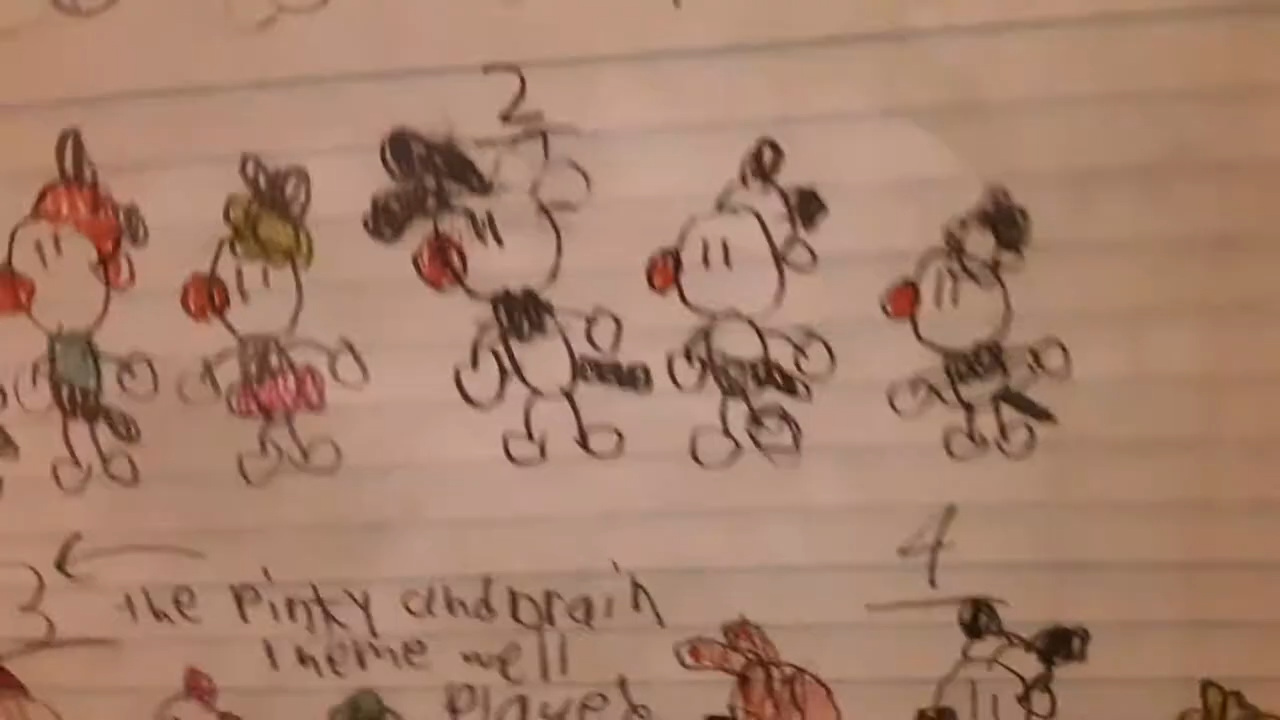 2
4
3 the Pinky and brain
theme well
Played